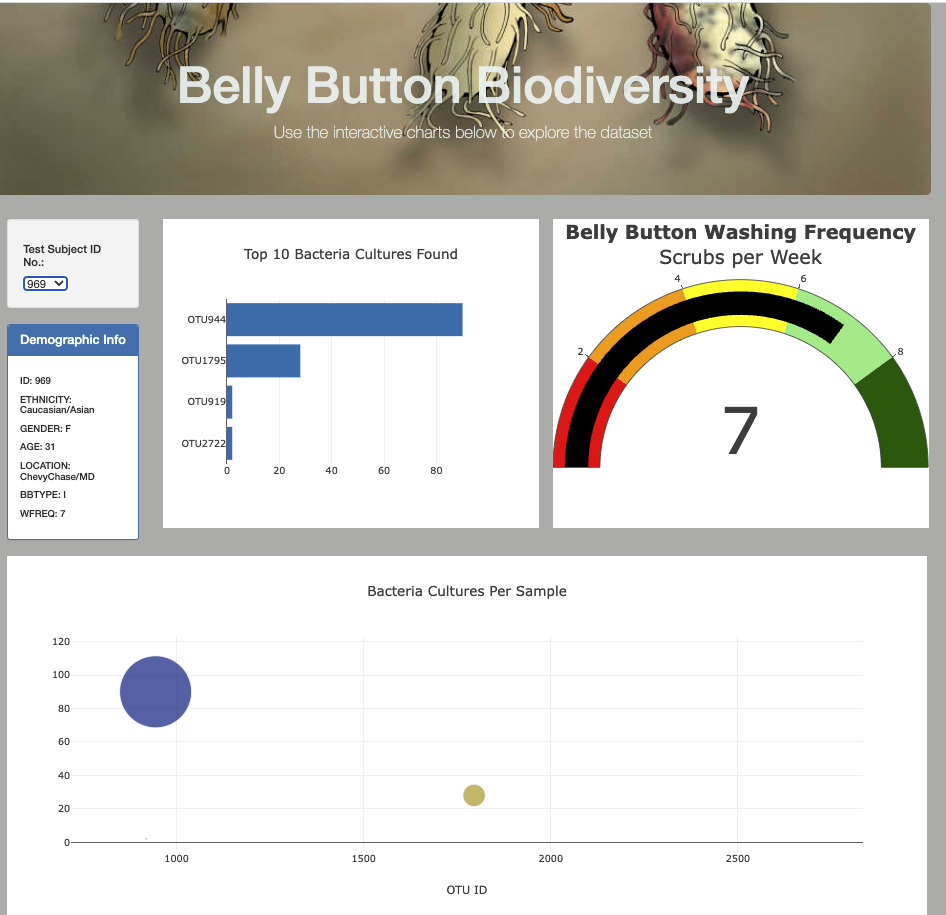 Belly Button Biodiversity
Use the interactive charts below to explore the dataset
Test Subject ID
No.:
969
Demographic Info
ID: 969
ETHNICITY:
Caucasian/Asian
GENDER: F
AGE: 31
LOCATION:
ChevyChase/MD
BBTYPE: I
WFREQ: 7
Top 10 Bacteria Cultures Found
OTU944
OTU1795
OTU919
OTU2722
0 20 40 60 80
Belly Button Washing Frequency
Scrubs per Week
4 6
2 8
7
Bacteria Cultures Per Sample
120
100
80
60
40
20
0
1000 1500 2000 2500
OTU ID